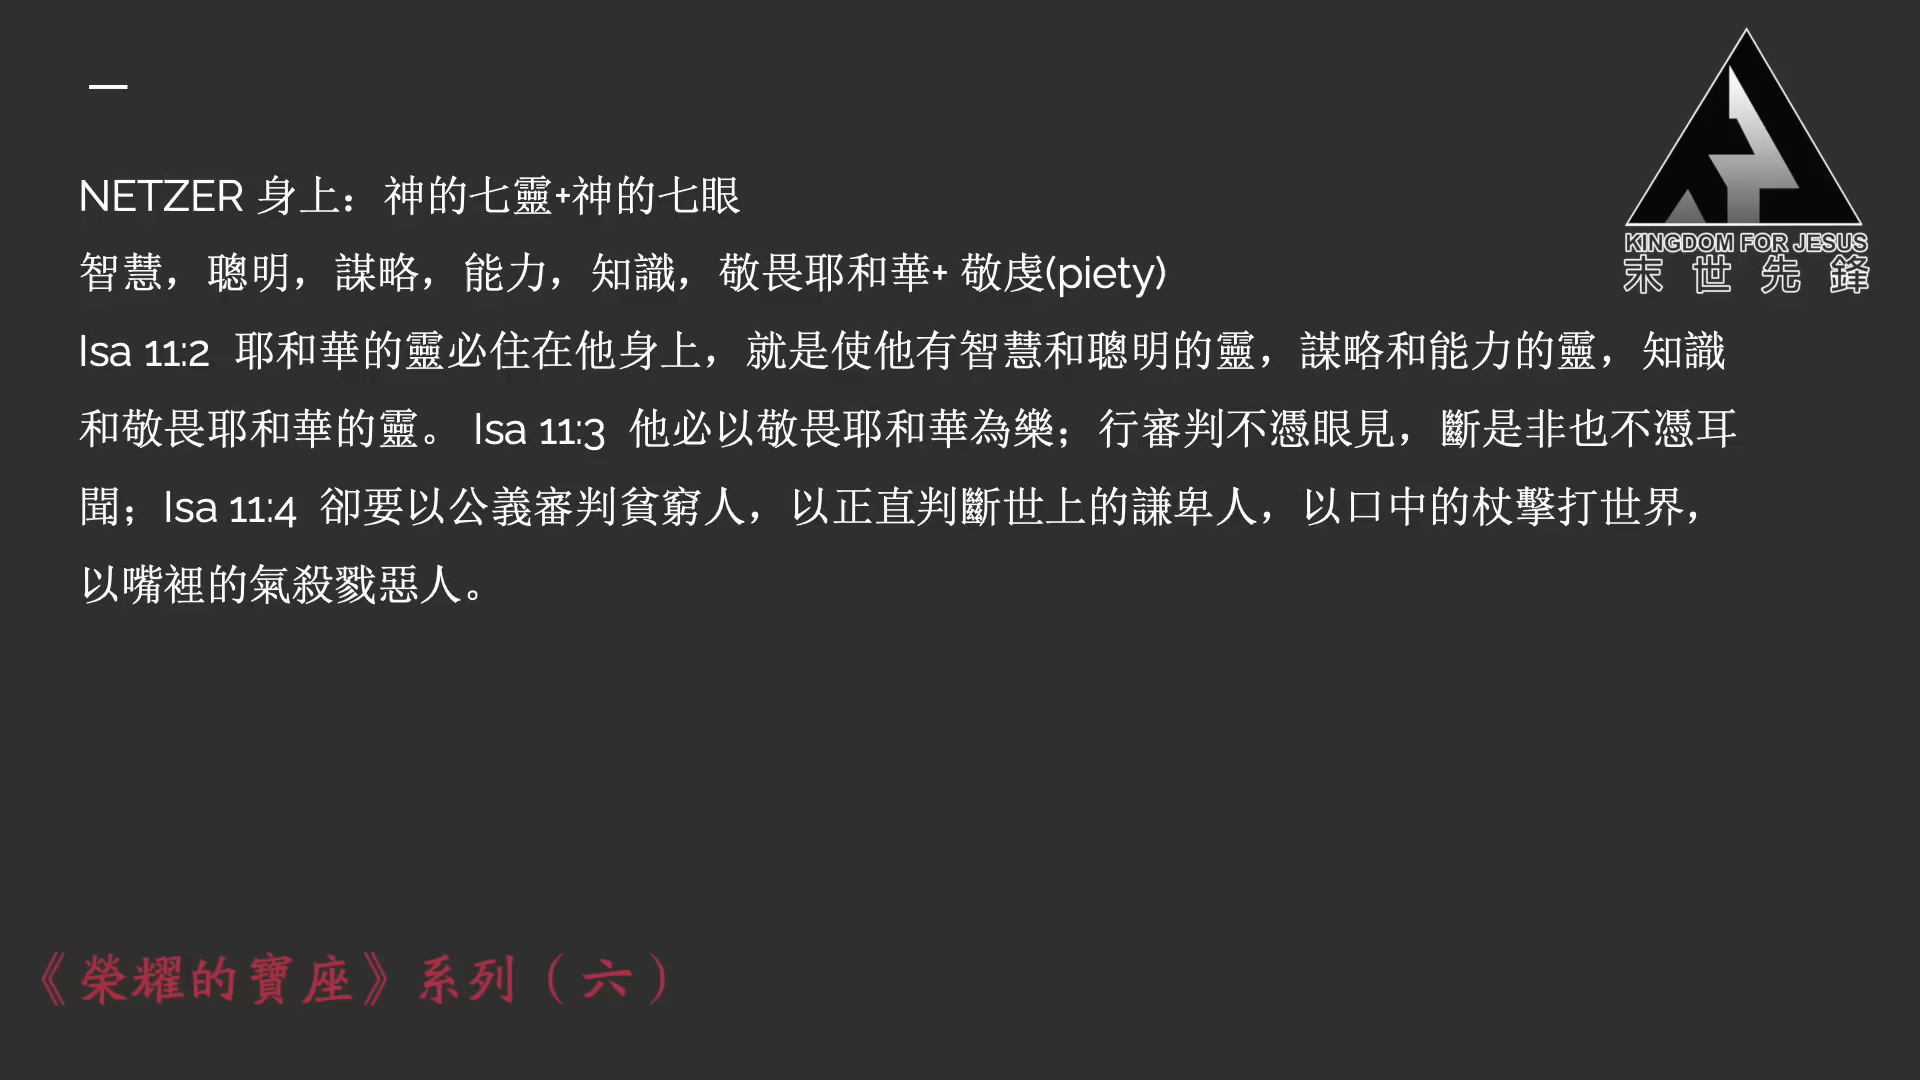 NETZER 身上：神的七靈+神的七眼
智慧，聰明，謀略，能力，知識，敬畏耶和華+ 敬虔(piety)
Isa 11:2 耶和華的靈必住在他身上，就是使他有智慧和聰明的靈，謀略和能力的靈，知識
和敬畏耶和華的靈。 Isa 11:3 他必以敬畏耶和華為樂；行審判不憑眼見，斷是非也不憑耳
聞；Isa 11:4 卻要以公義審判貧窮人，以正直判斷世上的謙卑人，以口中的杖擊打世界，
以嘴裡的氣殺戮惡人。
KINGDOM FOR JESUS
末世先鋒
《榮耀的寶座》系列（六）